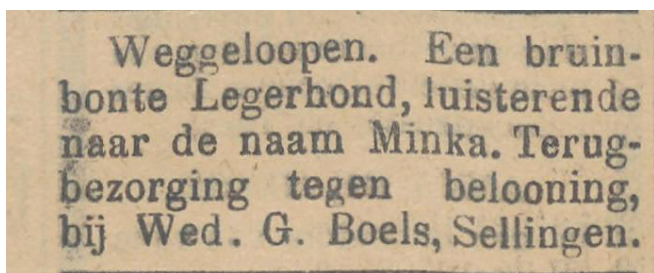 Weggeloopen. Een bruin-
bonte Legerhond, luisterende
naar de naam Minka. Terug-
bezorging tegen belooning,
bij Wed. G. Boels, Sellingen.